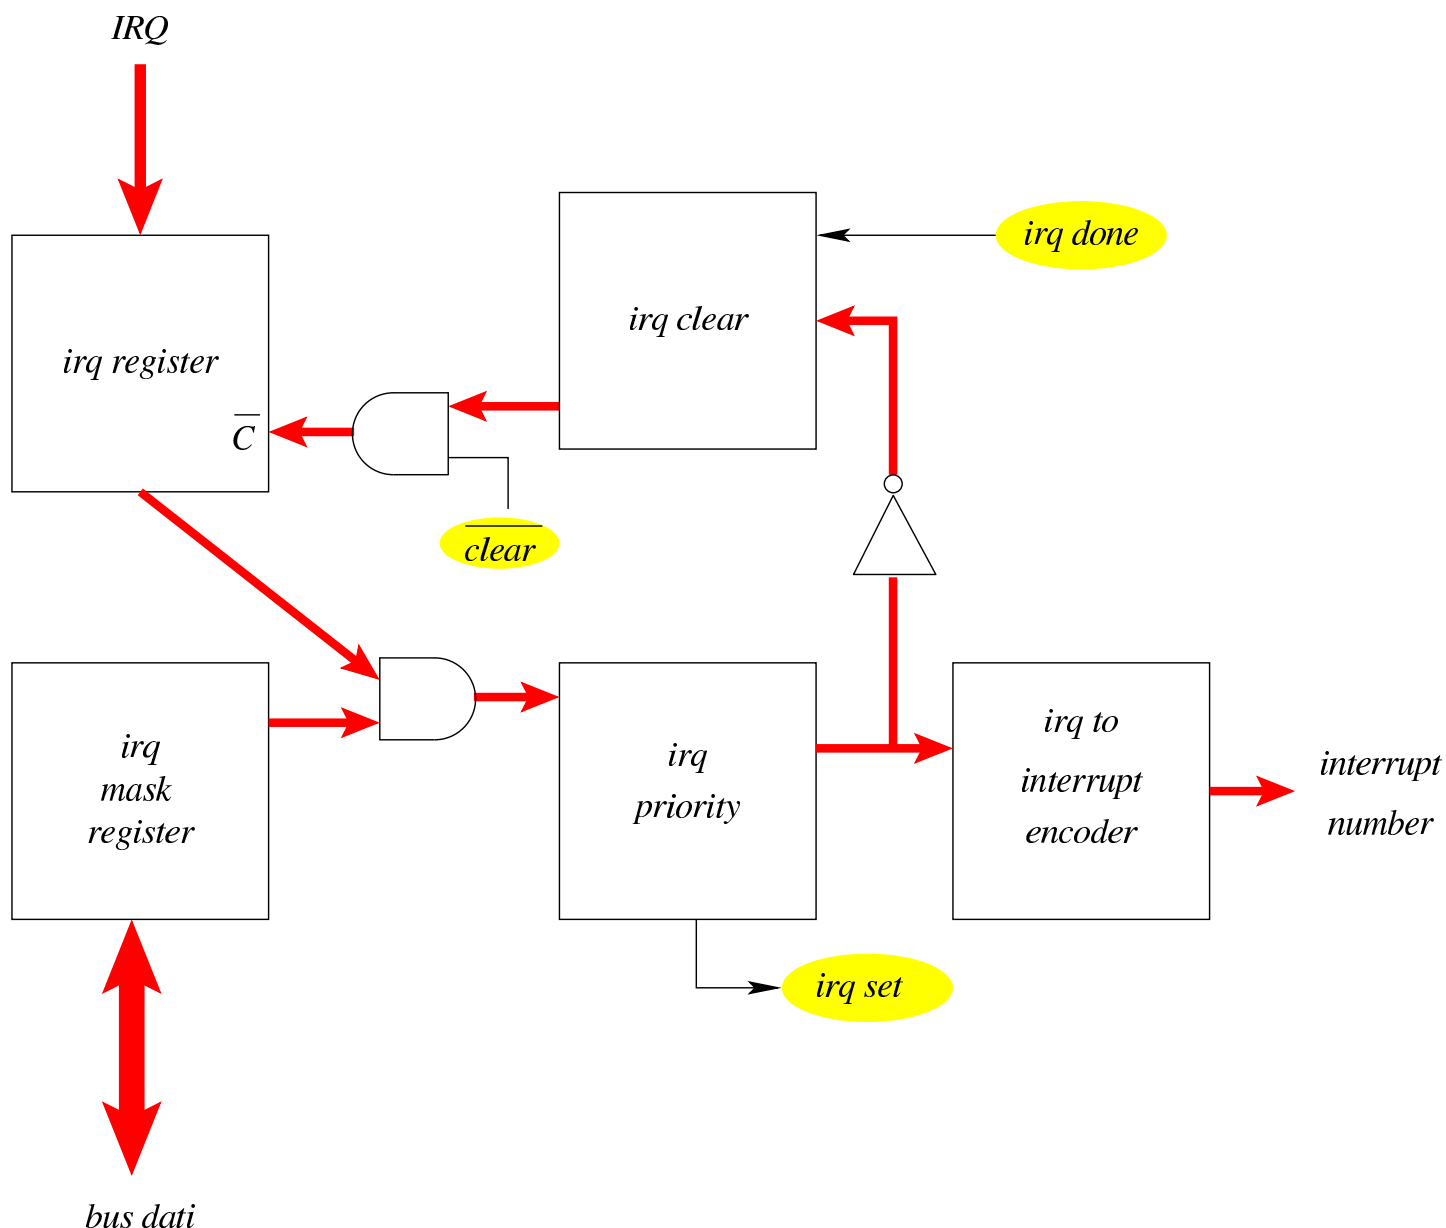 IRQ
irq done
irq clear
irq register
C̅
c̅l̅e̅a̅r̅
irq
mask
register
irq
priority
irq to
interrupt
encoder
interrupt
number
irq set
bus dati